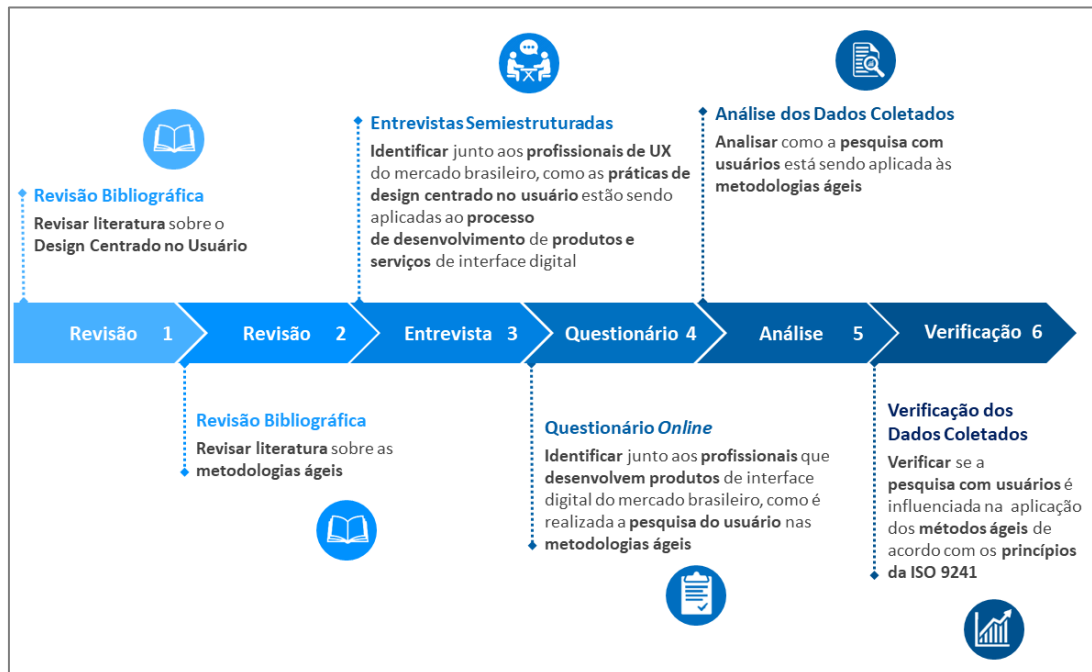 Revisão Bibliográfica
Revisar literatura sobre o
Design Centrado no Usuário
Entrevistas Semiestruturadas
Identificar junto aos profissionais de UX
do mercado brasileiro, como as práticas de
design centrado no usuário estão sendo
aplicadas ao processo
de desenvolvimento de produtos e
serviços de interface digital
Análise dos Dados Coletados
Analisar como a pesquisa com
usuários está sendo aplicada às
metodologias ágeis
Revisão 1
Revisão 2
Entrevista 3
Questionário 4
Análise 5
Verificação 6
Revisão Bibliográfica
Revisar literatura sobre as
metodologias ágeis
Questionário Online
Identificar junto aos profissionais que
desenvolvem produtos de interface
digital do mercado brasileiro, como é
realizada a pesquisa do usuário nas
metodologias ágeis
Verificação dos
Dados Coletados
Verificar se a
pesquisa com usuários é
influenciada na aplicação
dos métodos ágeis de
acordo com os princípios
da ISO 9241